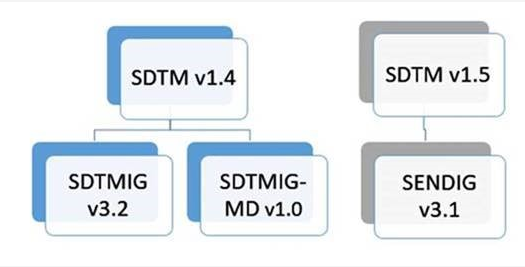 SDTM v1.4
SDTM v1.5
SDTMIG
v3.2
SDTMIG-
MD v1.0
SENDIG
v3.1